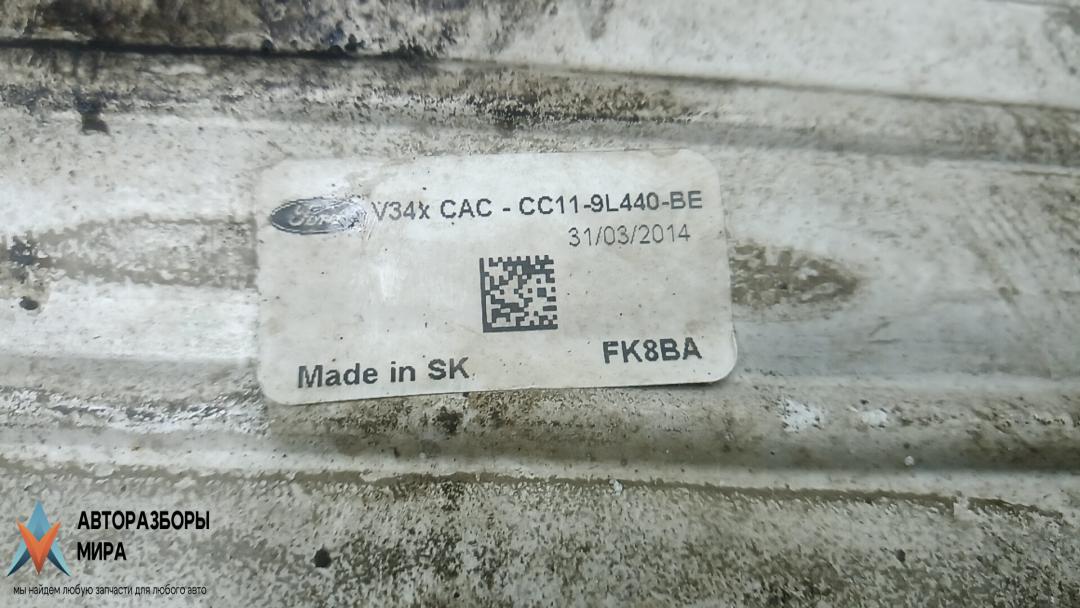 Ford V34x CAC - CC11-9L440-BE
31/03/2014
FK8BA
Made in SK
АВТОРАЗБОРЫ
МИРА
мы найдем любую запчасти для любого авто